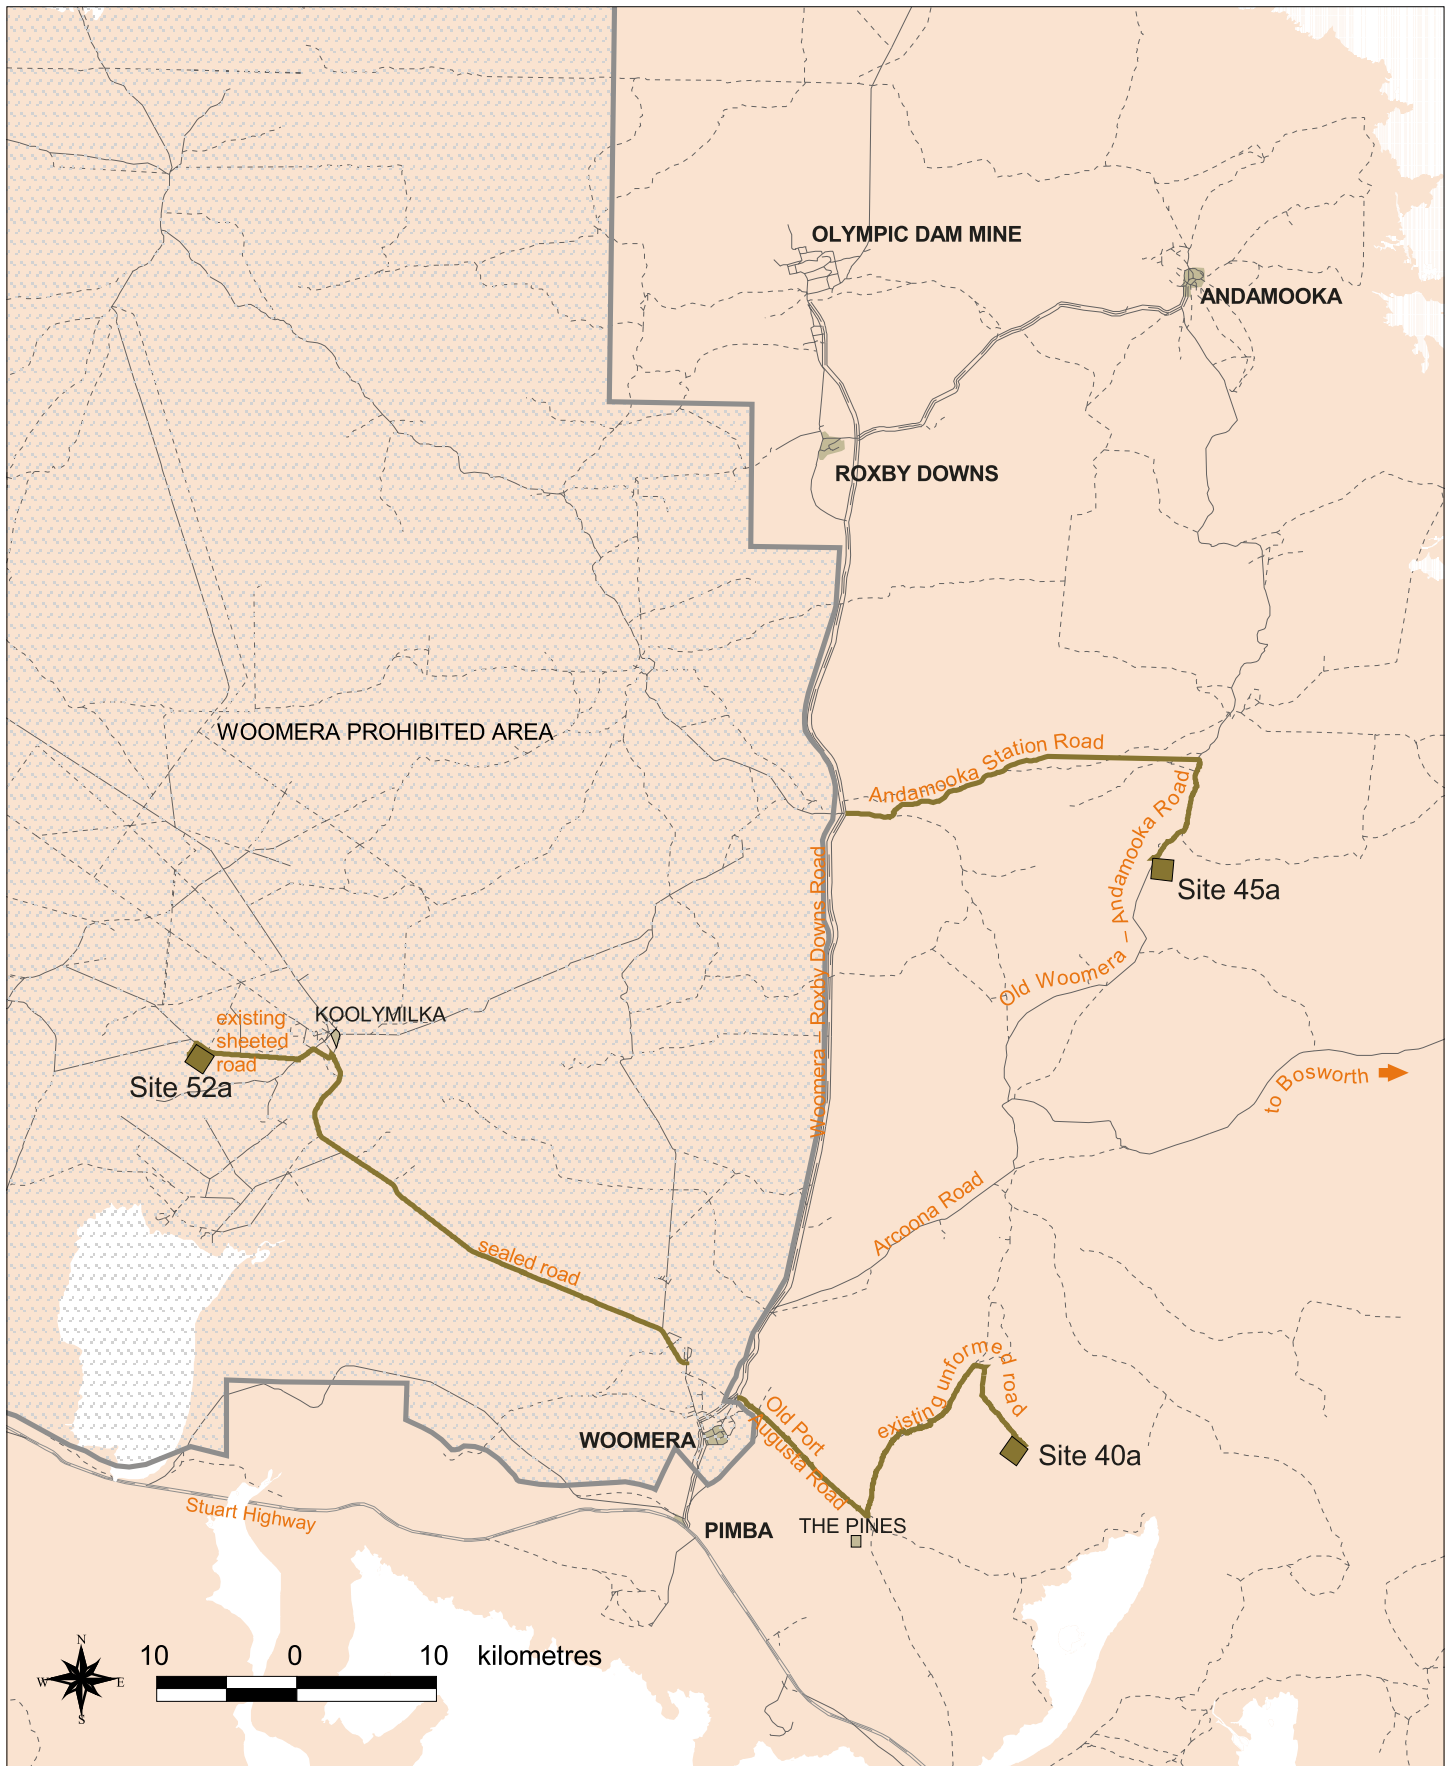 OLYMPIC DAM MINE
ANDAMOOKA
ROXBY DOWNS
WOOMERA PROHIBITED AREA
Andamooka Station Road
Old Woomera – Andamooka Road
Site 45a
Woomera – Roxby Downs Road
existing
sheeted
road
KOOLYMILKA
Site 52a
to Bosworth
Arcoona Road
sealed road
existing unformed road
Old Port
Augusta Road
WOOMERA
Site 40a
Stuart Highway
PIMBA
THE PINES
N
W
E
S
10 0 10 kilometres